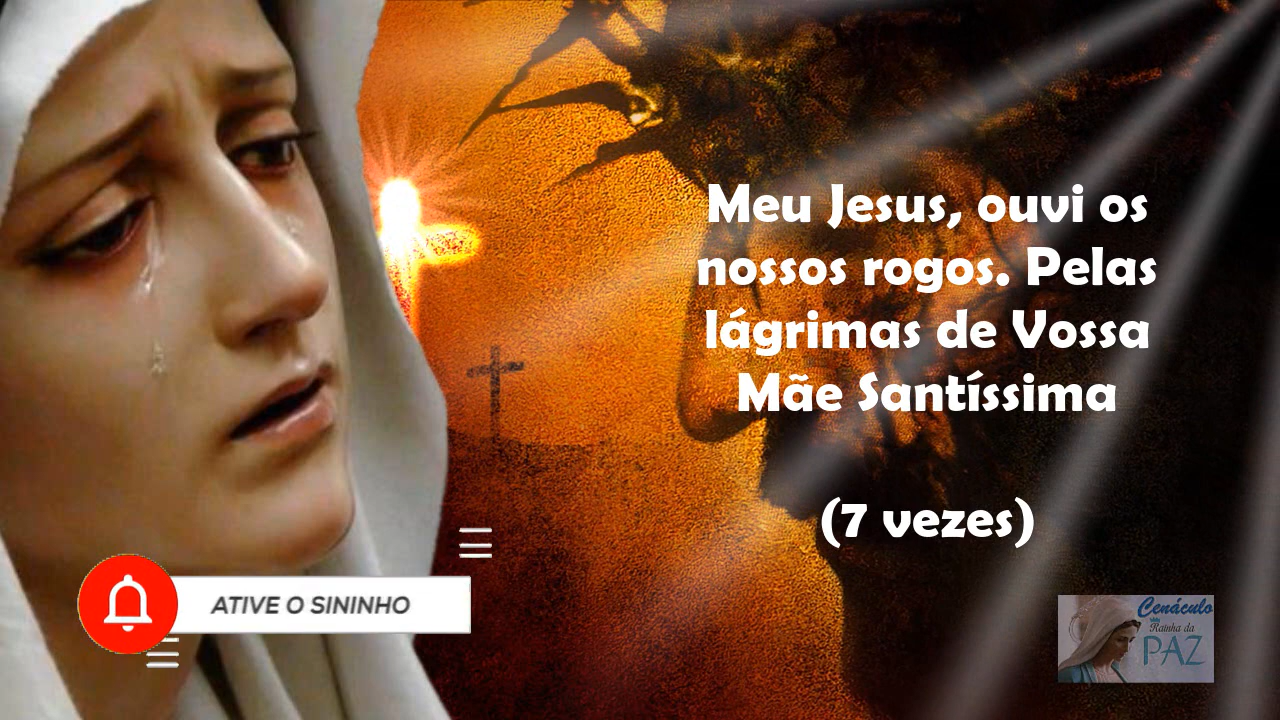 Meu Jesus, ouvi os
nossos rogos. Pelas
lágrimas de Vossa
Mãe Santíssima
(7 vezes)
ATIVE O SININHO
Cenáculo
Rainha da
PAZ